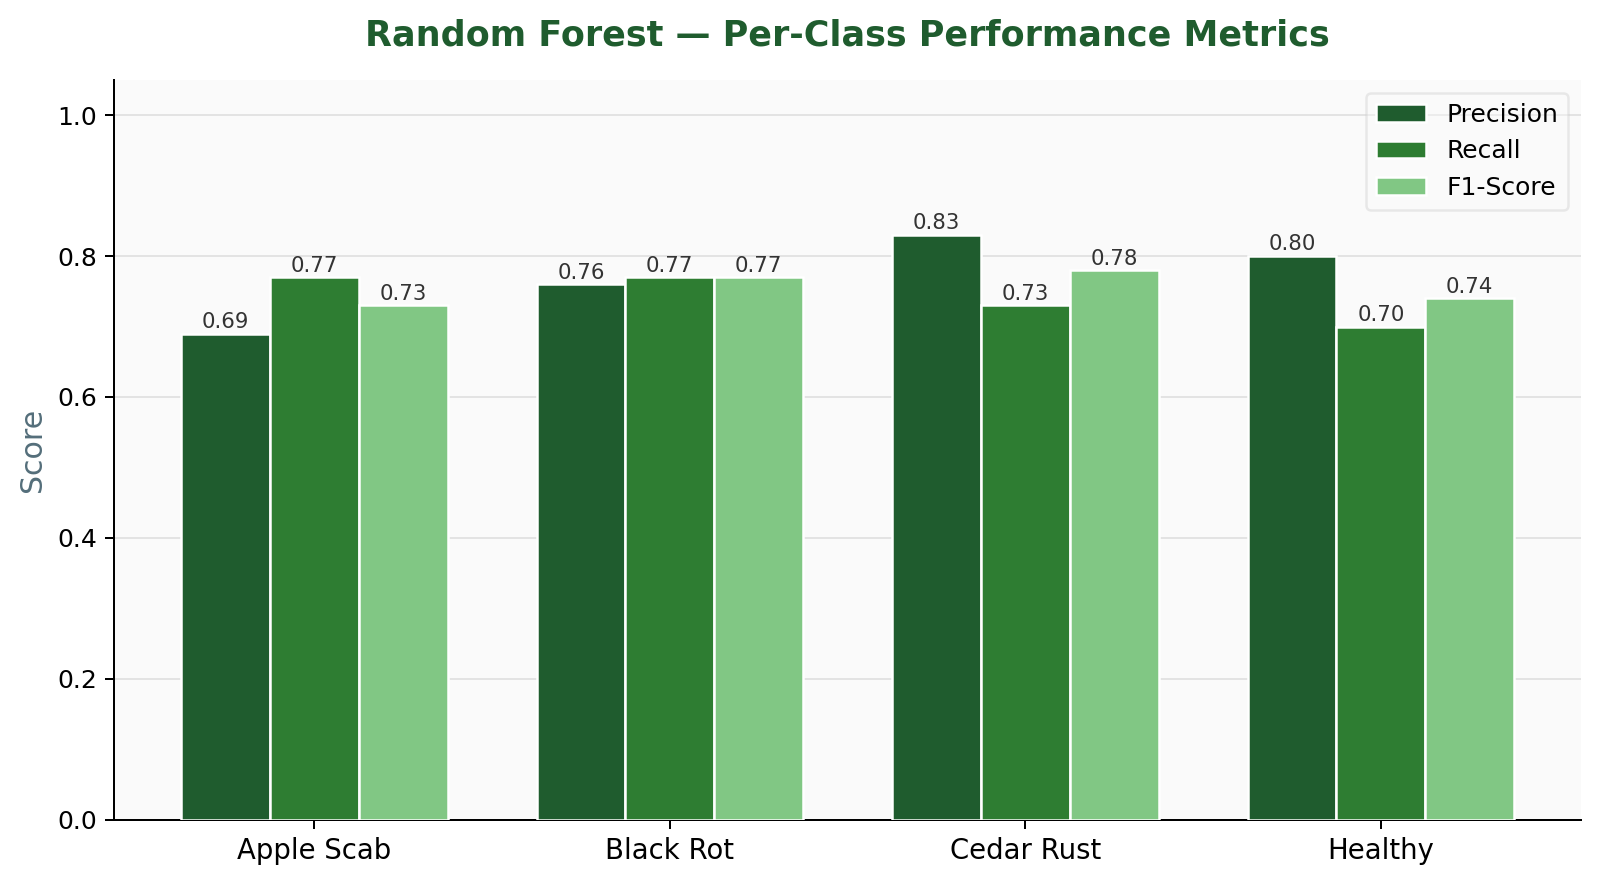 Random Forest — Per-Class Performance Metrics
Precision
Recall
F1-Score
Score
1.0
0.8
0.6
0.4
0.2
0.0
0.69
0.77
0.73
0.76
0.77
0.77
0.83
0.73
0.78
0.80
0.70
0.74
Apple Scab
Black Rot
Cedar Rust
Healthy